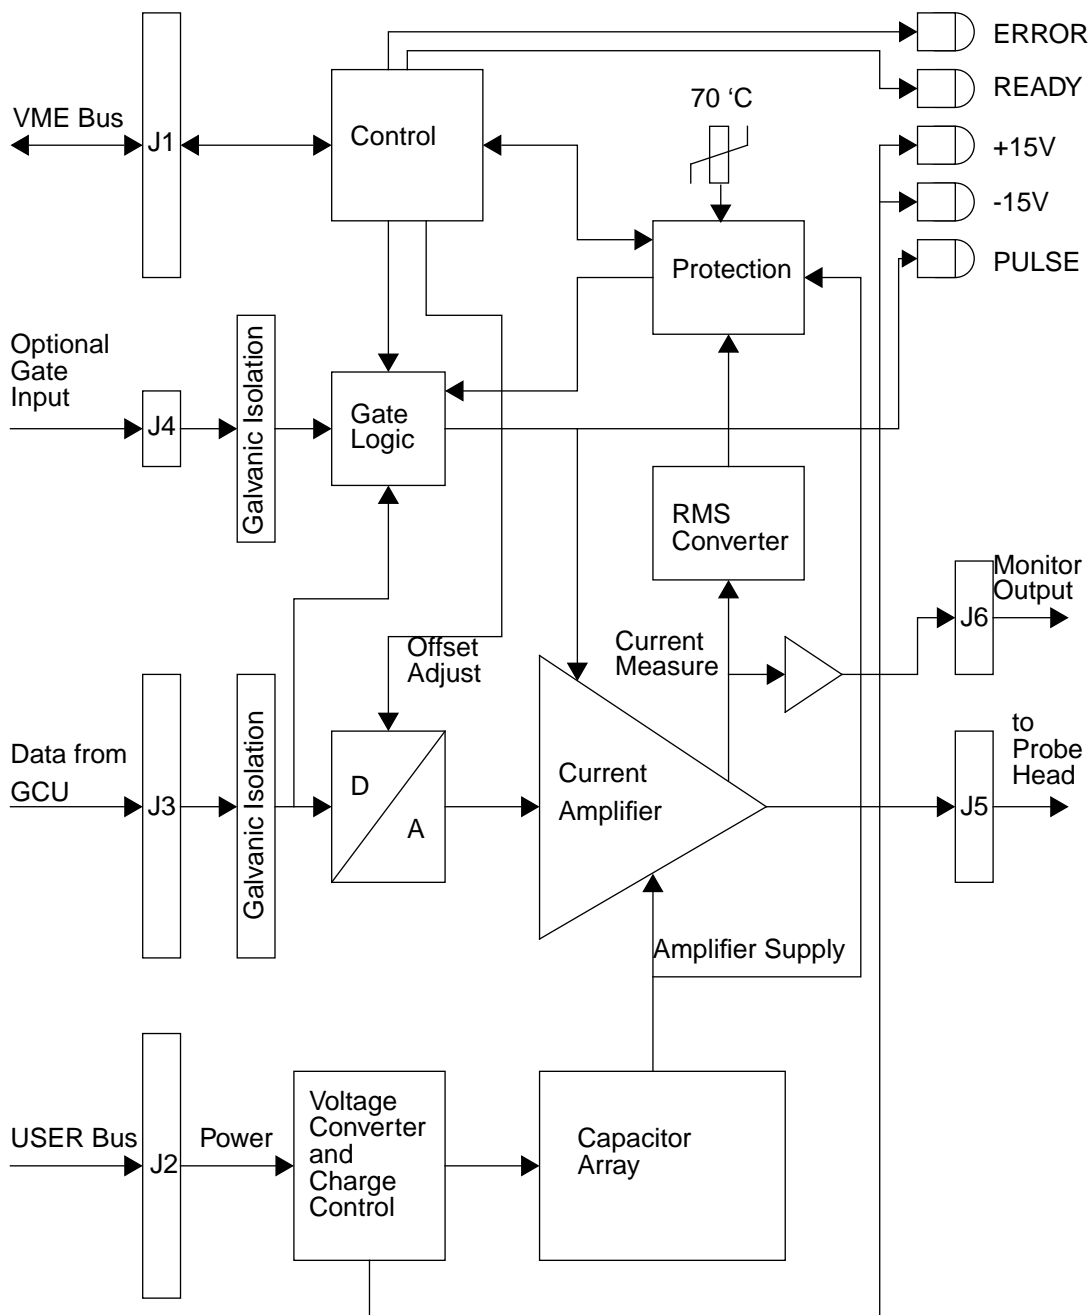 ERROR
READY
70 ‘C
VME Bus
J1
Control
+15V
-15V
Protection
PULSE
Optional
Gate
Input
J4
Galvanic Isolation
Gate
Logic
RMS
Converter
Monitor
Output
J6
Offset
Adjust
Current
Measure
to
Probe
Head
Data from
GCU
J3
Galvanic Isolation
D
A
Current
Amplifier
J5
Amplifier Supply
USER Bus
J2
Power
Voltage
Converter
and
Charge
Control
Capacitor
Array